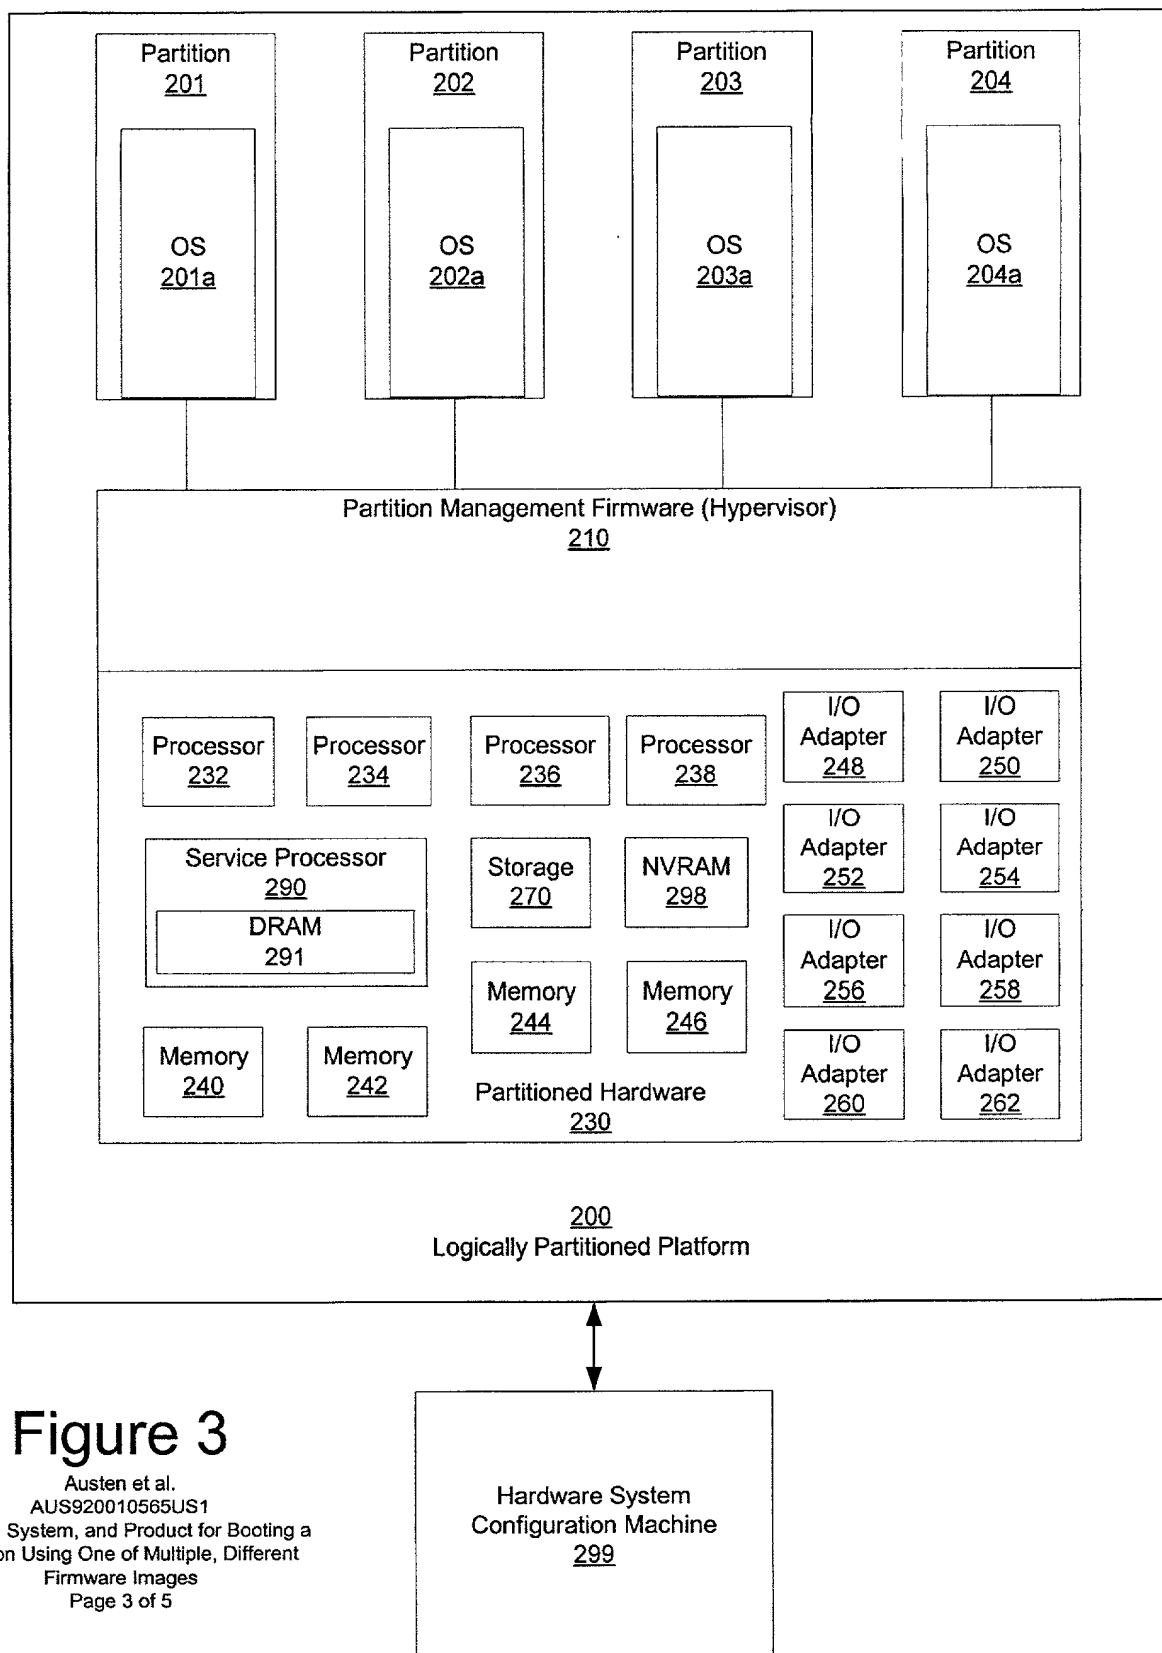 Partition
201
Partition
202
Partition
203
Partition
204
OS
201a
OS
202a
OS
203a
OS
204a
Partition Management Firmware (Hypervisor)
210
Processor
232
Processor
234
Processor
236
Processor
238
I/O
Adapter
248
I/O
Adapter
250
Service Processor
290
DRAM
291
Storage
270
NVRAM
298
I/O
Adapter
252
I/O
Adapter
254
Memory
244
Memory
246
I/O
Adapter
256
I/O
Adapter
258
Memory
240
Memory
242
I/O
Adapter
260
I/O
Adapter
262
Partitioned Hardware
230
200
Logically Partitioned Platform
Figure 3
Austen et al.
AUS920010565US1
System, and Product for Booting a
on Using One of Multiple, Different
Firmware Images
Page 3 of 5
Hardware System
Configuration Machine
299